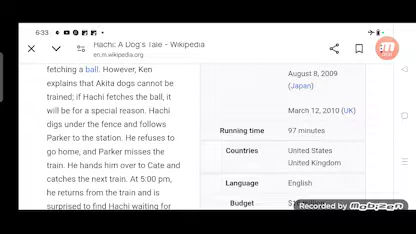 6:33
Hachi: A Dog's Tale - Wikipedia
en.m.wikipedia.org
fetching a ball. However, Ken
explains that Akita dogs cannot be
trained; if Hachi fetches the ball, it
will be for a special reason. Hachi
digs under the fence and follows
Parker to the station. He refuses to
go home, and Parker misses the
train. He hands him over to Cate and
catches the next train. At 5:00 pm,
he returns from the train and is
surprised to find Hachi waiting for
August 8, 2009
(Japan)
March 12, 2010 (UK)
Running time 97 minutes
Countries United States
United Kingdom
Language English
Budget
Recorded by Mobizen